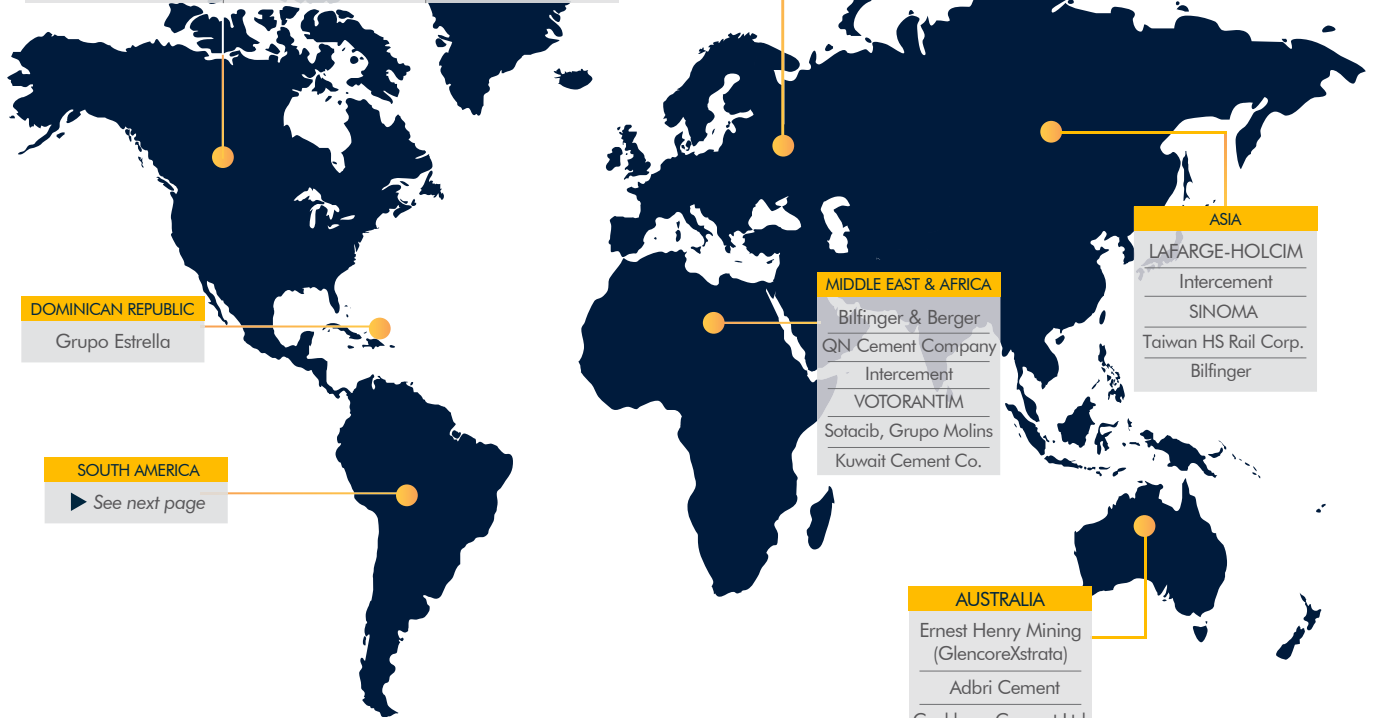 DOMINICAN REPUBLIC
Grupo Estrella
SOUTH AMERICA
See next page
MIDDLE EAST & AFRICA
Bilfinger & Berger
QN Cement Company
Intercement
VOTORANTIM
Sotacib, Grupo Molins
Kuwait Cement Co.
ASIA
LAFARGE-HOLCIM
Intercement
SINOMA
Taiwan HS Rail Corp.
Bilfinger
AUSTRALIA
Ernest Henry Mining
(GlencoreXstrata)
Adbri Cement
Cement Ltd